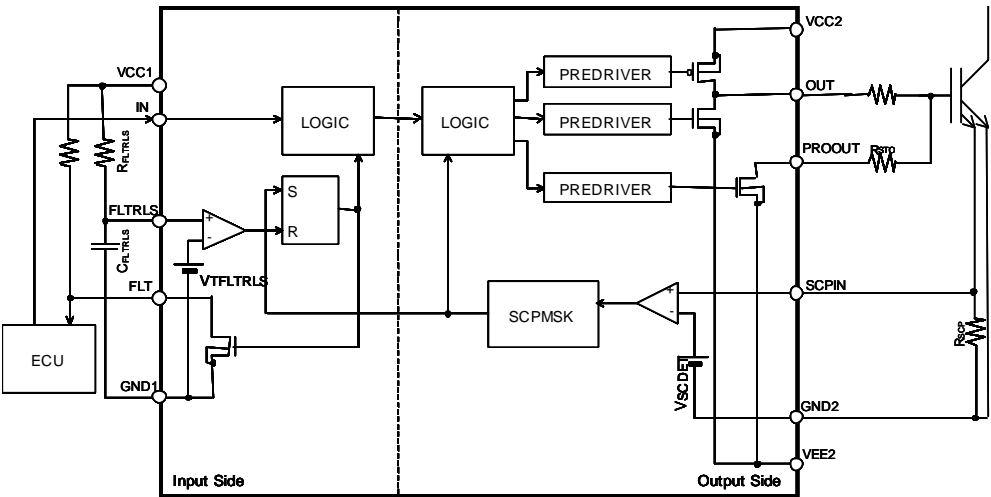 VCC2
VCC1
PREDRIVER
OUT
IN
LOGIC
LOGIC
PREDRIVER
RFLTRLS
RSTO
PROOUT
PREDRIVER
S
FLTRLS
+
R
-
CFLTRLS
VTFLTRLS
FLT
SCPIN
+
SCPMSK
-
RSCP
ECU
VSCDET
GND1
GND2
VEE2
Input Side
Output Side